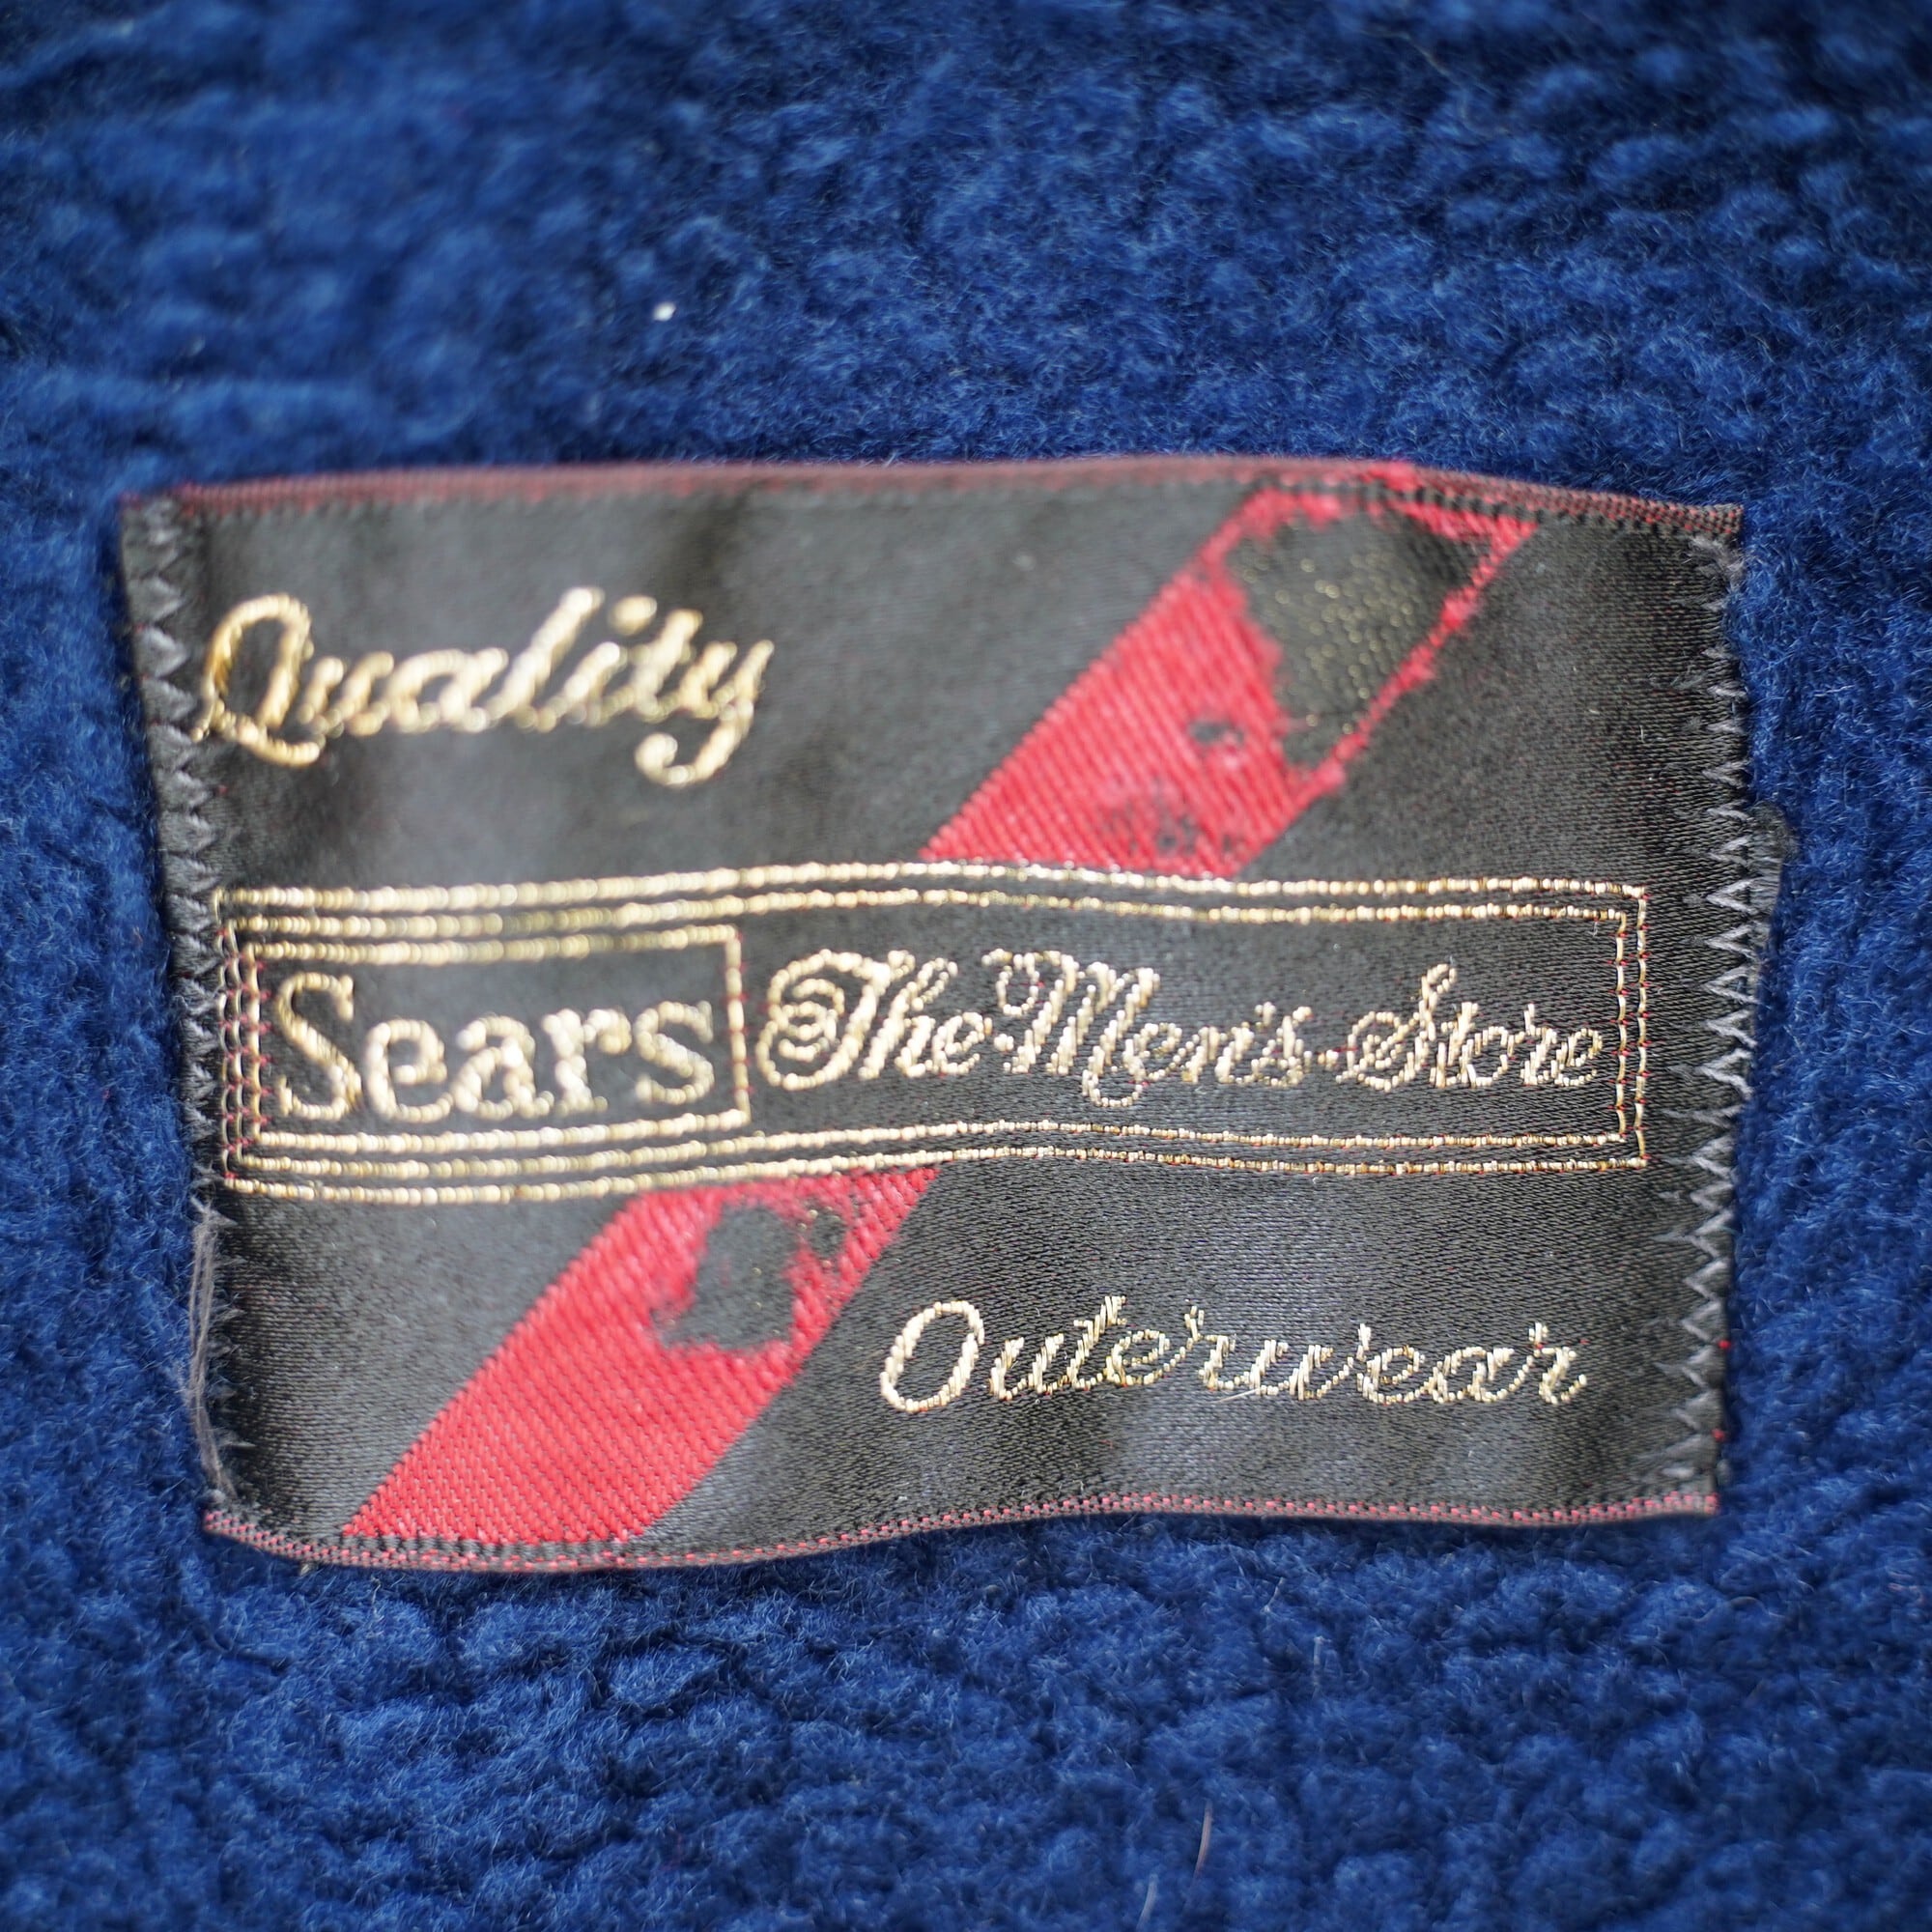 Quality
Sears The Men's Store
Outerwear